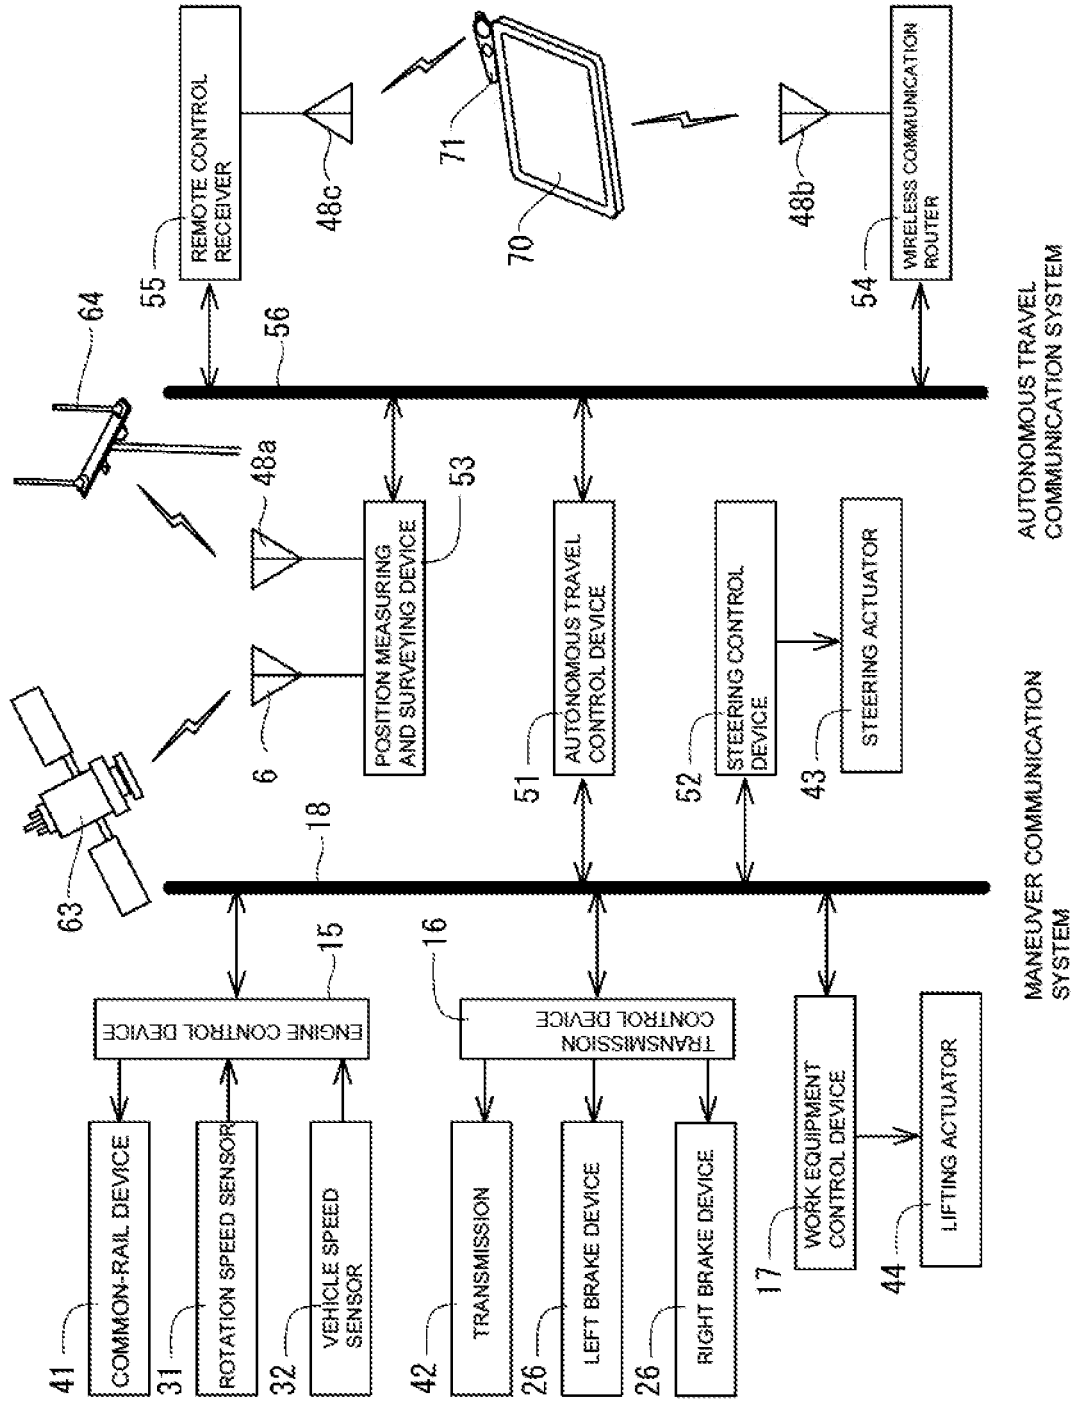 41
COMMON-RAIL DEVICE
31
ROTATION SPEED SENSOR
32
VEHICLE SPEED
SENSOR
42
TRANSMISSION
26
LEFT BRAKE DEVICE
26
RIGHT BRAKE DEVICE
ENGINE CONTROL DEVICE
15
TRANSMISSION
CONTROL DEVICE
16
17
WORK EQUIPMENT
CONTROL DEVICE
44
LIFTING ACTUATOR
18
MANEUVER COMMUNICATION
SYSTEM
63
6
48a
64
POSITION MEASURING
AND SURVEYING DEVICE
53
51
AUTONOMOUS TRAVEL
CONTROL DEVICE
52
STEERING CONTROL
DEVICE
43
STEERING ACTUATOR
56
AUTONOMOUS TRAVEL
COMMUNICATION SYSTEM
55
REMOTE CONTROL
RECEIVER
48c
71
70
48b
54
WIRELESS COMMUNICATION
ROUTER